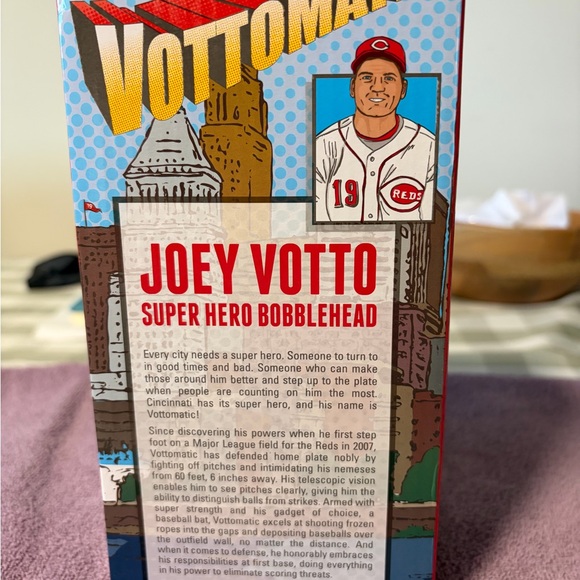 VOTTOMA
19
REDS
JOEY VOTTO
SUPER HERO BOBBLEHEAD
Every city needs a super hero. Someone to turn to
in good times and bad. Someone who can make
those around him better and step up to the plate
when people are counting on him the most.
Cincinnati has its super hero, and his name is
Vottomatic!
Since discovering his powers when he first step
foot on a Major League field for the Reds in 2007,
Vottomatic has defended home plate nobly by
fighting off pitches and intimidating his nemeses
from 60 feet, 6 inches away. His telescopic vision
enables him to see pitches clearly, giving him the
ability to distinguish balls from strikes. Armed with
super strength and his gadget of choice, a
baseball bat, Vottomatic excels at shooting frozen
ropes into the gaps and depositing baseballs over
the outfield wall, no matter the distance. And
when it comes to defense, he honorably embraces
his responsibilities at first base, doing everything
in his power to eliminate scoring threats.